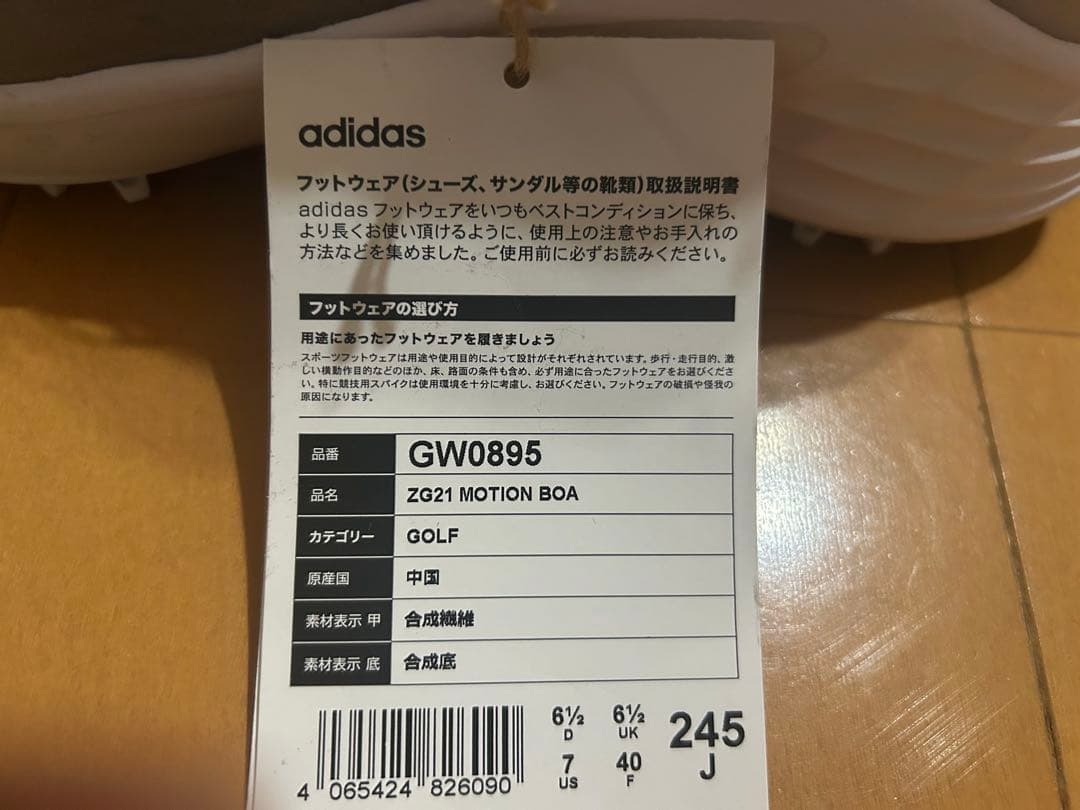 adidas
フットウェア(シューズ、サンダル等の靴類)取扱説明書
adidas フットウェアをいつもベストコンディションに保ち、
より長くお使い頂けるように、使用上の注意やお手入れの
方法などを集めました。ご使用前に必ずお読みください。
フットウェアの選び方
用途にあったフットウェアを履きましょう
スポーツフットウェアは用途や使用目的によって設計がそれぞれされています。歩行・走行目的、激
しい横動作目的などのほか、床、路面の条件も含め、必ず用途に合ったフットウェアをお選びくださ
い。特に競技用スパイクは使用環境を十分に考慮し、お選びください。フットウェアの破損や怪我の
原因になります。
品番 GW0895
品名 ZG21 MOTION BOA
カテゴリー GOLF
原産国 中国
素材表示 甲 合成繊維
素材表示 底 合成底
6½ D 6½ UK 245 J
7 US 40 F
4 065424 826090